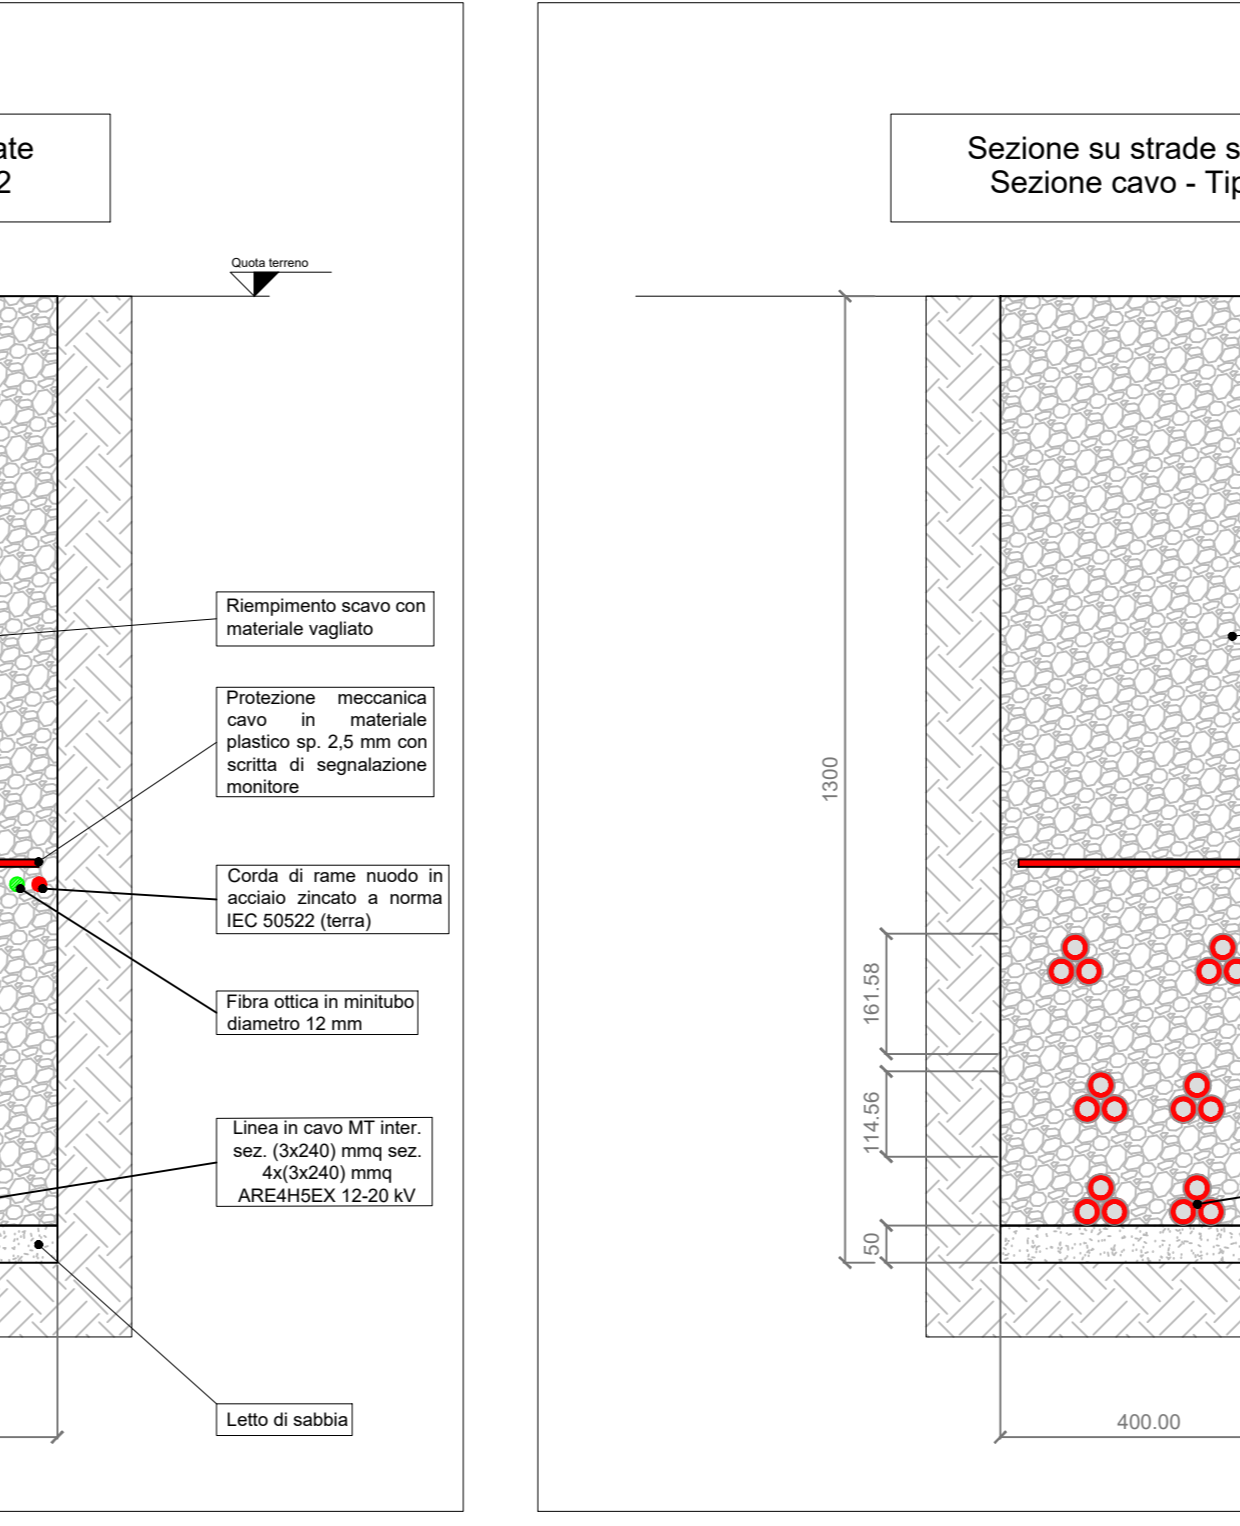 ate
2
Quota terreno
Riempimento scavo con
materiale vagliato
Protezione meccanica
cavo in materiale
plastico sp. 2,5 mm con
scritta di segnalazione
monitore
Corda di rame nuodo in
acciaio zincato a norma
IEC 50522 (terra)
Fibra ottica in minitubo
diametro 12 mm
Linea in cavo MT inter.
sez. (3x240) mmq sez.
4x(3x240) mmq
ARE4H5EX 12-20 kV
Letto di sabbia
Sezione su strade s
Sezione cavo - Tip
1300
161.58
114.56
50
400.00